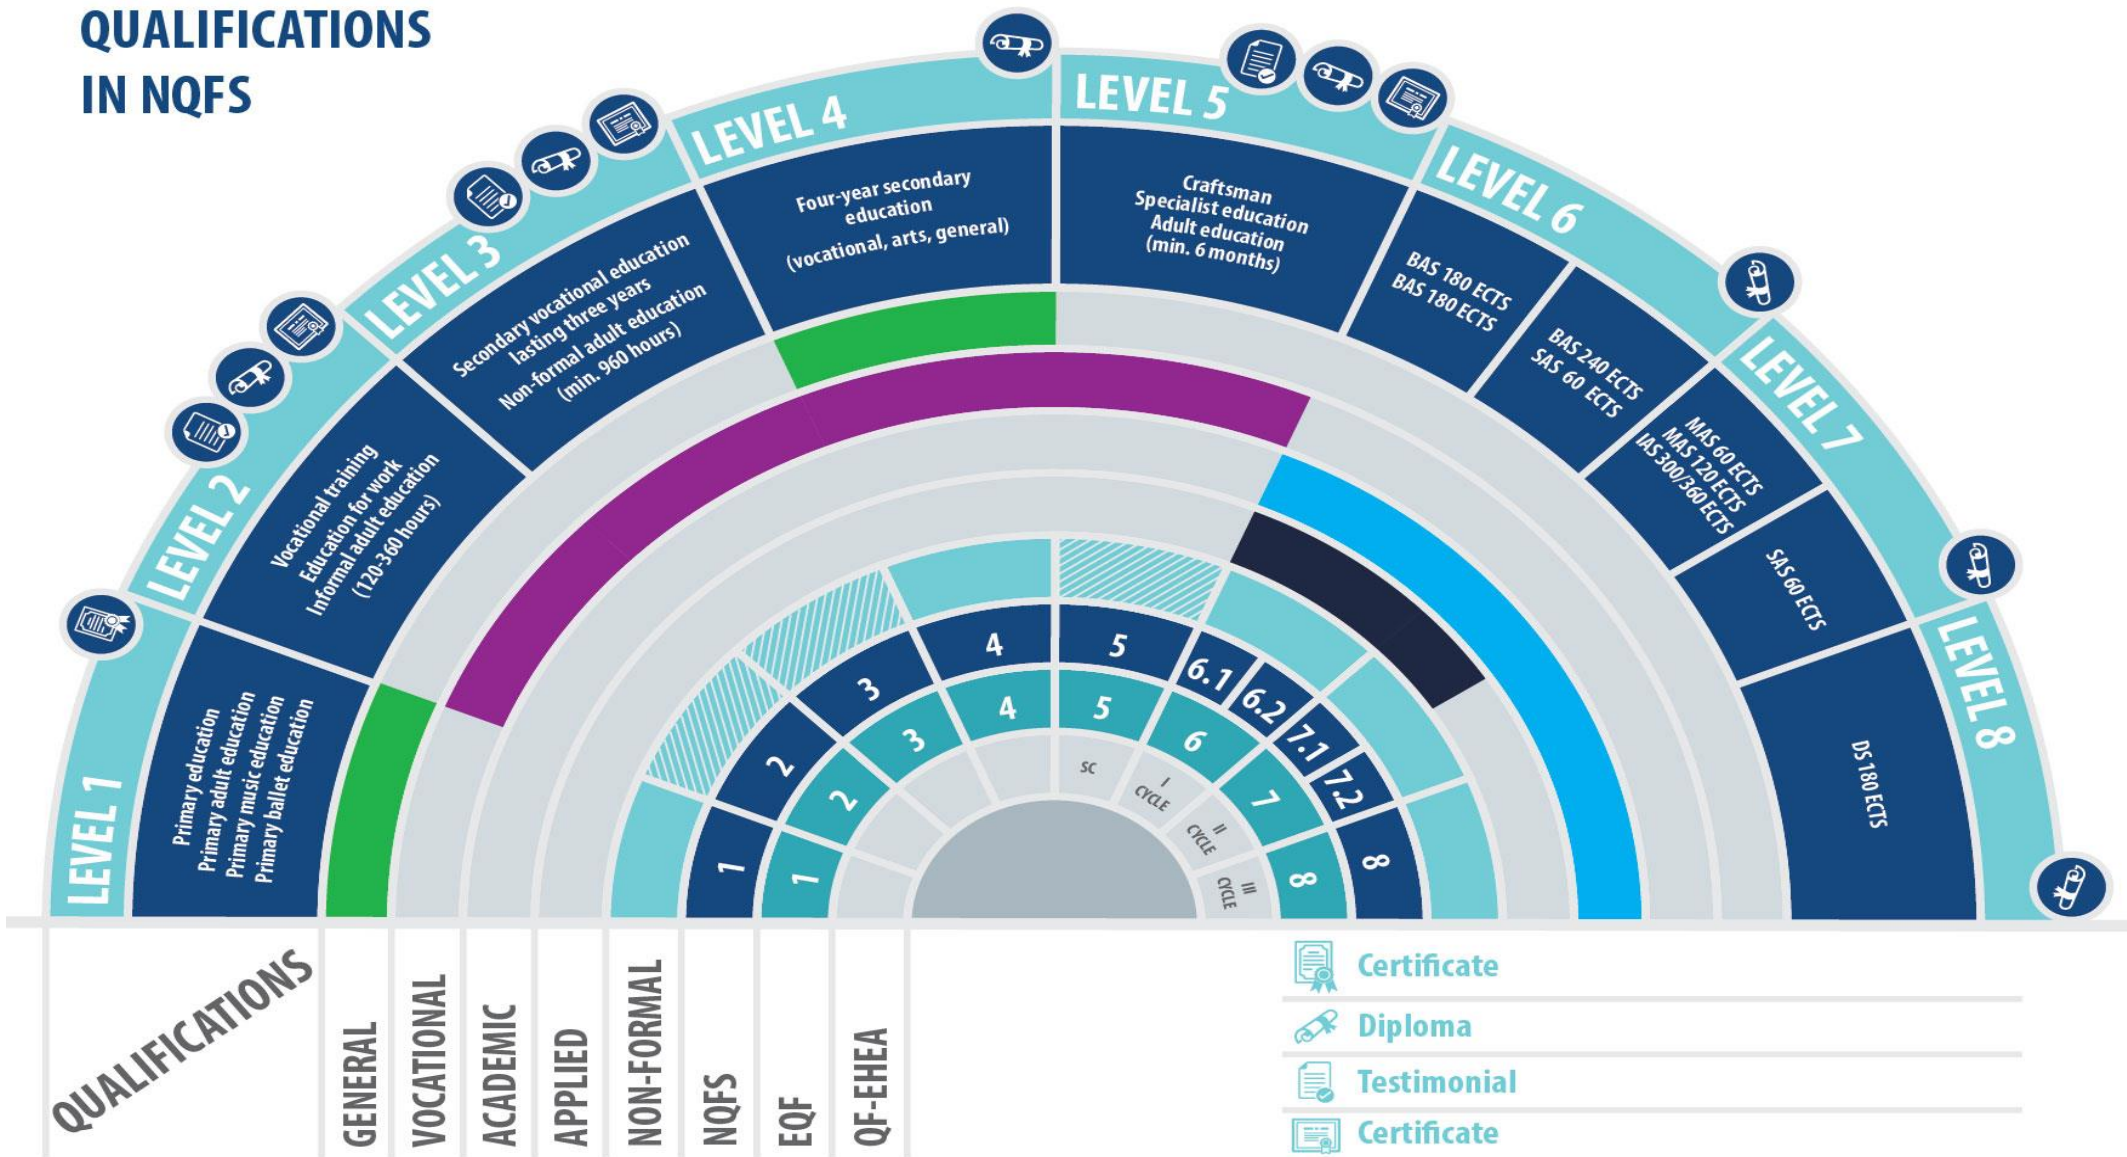 QUALIFICATIONS
IN NQFS
LEVEL 1
LEVEL 2
LEVEL 3
LEVEL 4
LEVEL 5
LEVEL 6
LEVEL 7
LEVEL 8
Primary education
Primary adult education
Primary music education
Primary ballet education
Vocational training
Education for work
Informal adult education
(120-360 hours)
Secondary vocational education
lasting three years
Non-formal adult education
(min. 960 hours)
Four-year secondary
education
(vocational, arts, general)
Craftsman
Specialist education
Adult education
(min. 6 months)
BAS 180 ECTS
BAS 180 ECTS
BAS 240 ECTS
SAS 60 ECTS
MAS 60 ECTS
MAS 120 ECTS
IAS 300/360 ECTS
SAS 60 ECTS
DS 180 ECTS
1
2
3
4
5
6.1
6.2
7.1
7.2
8
1
2
3
4
5
6
7
8
SC
I
CYCLE
II
CYCLE
III
CYCLE
QUALIFICATIONS
GENERAL
VOCATIONAL
ACADEMIC
APPLIED
NON-FORMAL
NQFS
EQF
QF-EHEA
Certificate
Diploma
Testimonial
Certificate